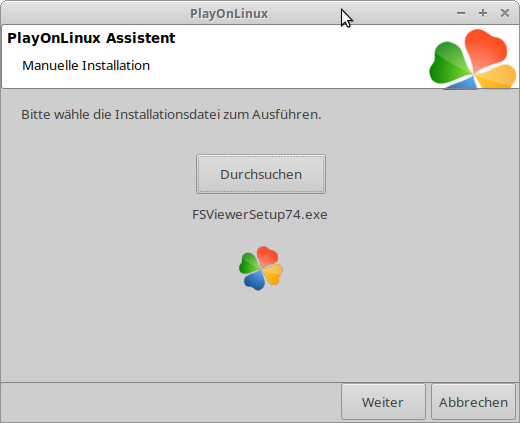 PlayOnLinux
PlayOnLinux Assistent
Manuelle Installation
Bitte wähle die Installationsdatei zum Ausführen.
Durchsuchen
FSViewerSetup74.exe
Weiter
Abbrechen